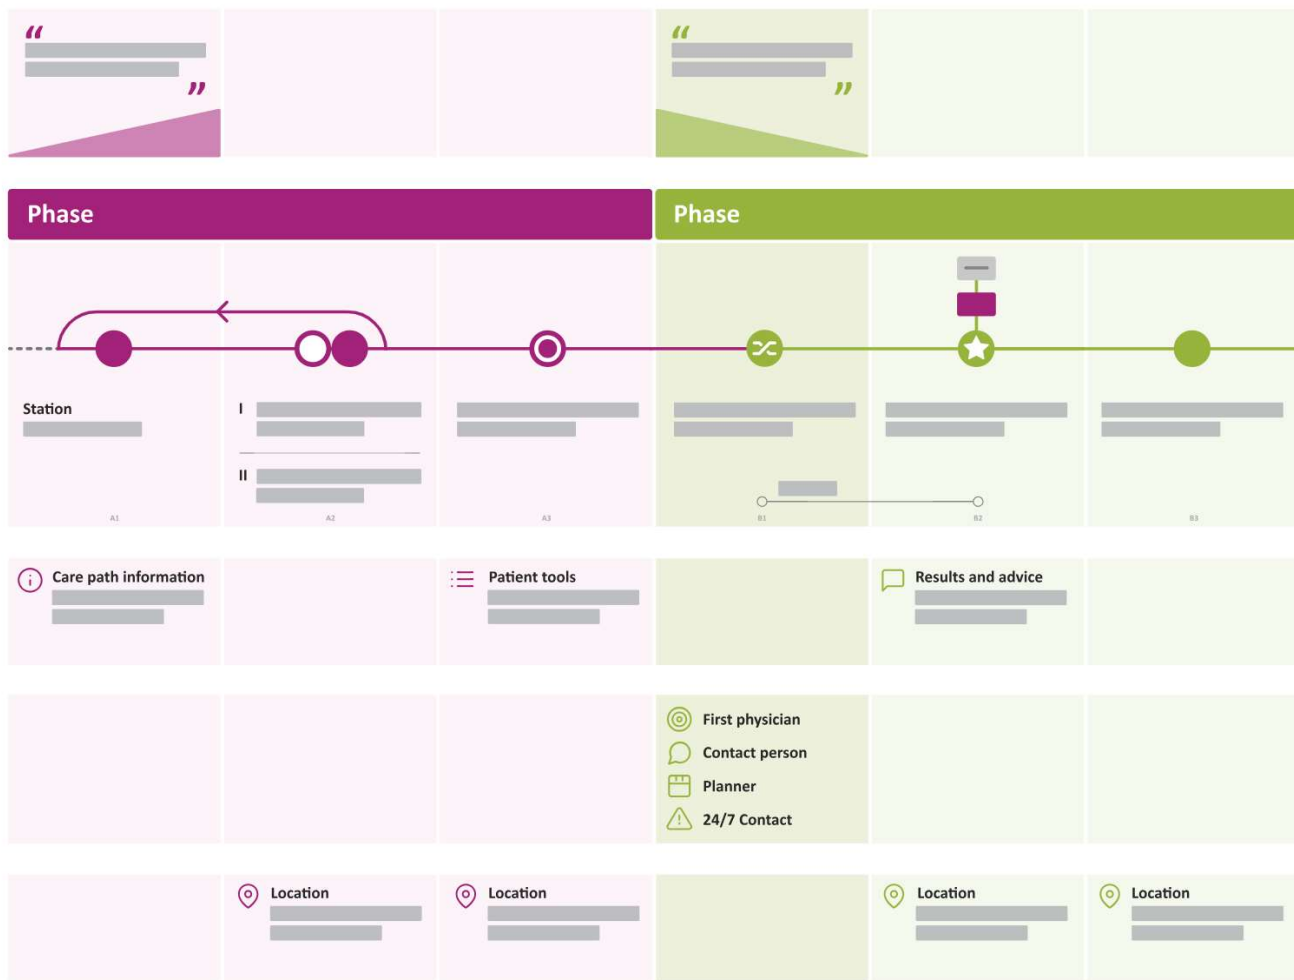 “
”
“
”
Phase
Phase
Station
I
II
A1
A2
A3
B1
B2
B3
Care path information
Patient tools
Results and advice
First physician
Contact person
Planner
24/7 Contact
Location
Location
Location
Location